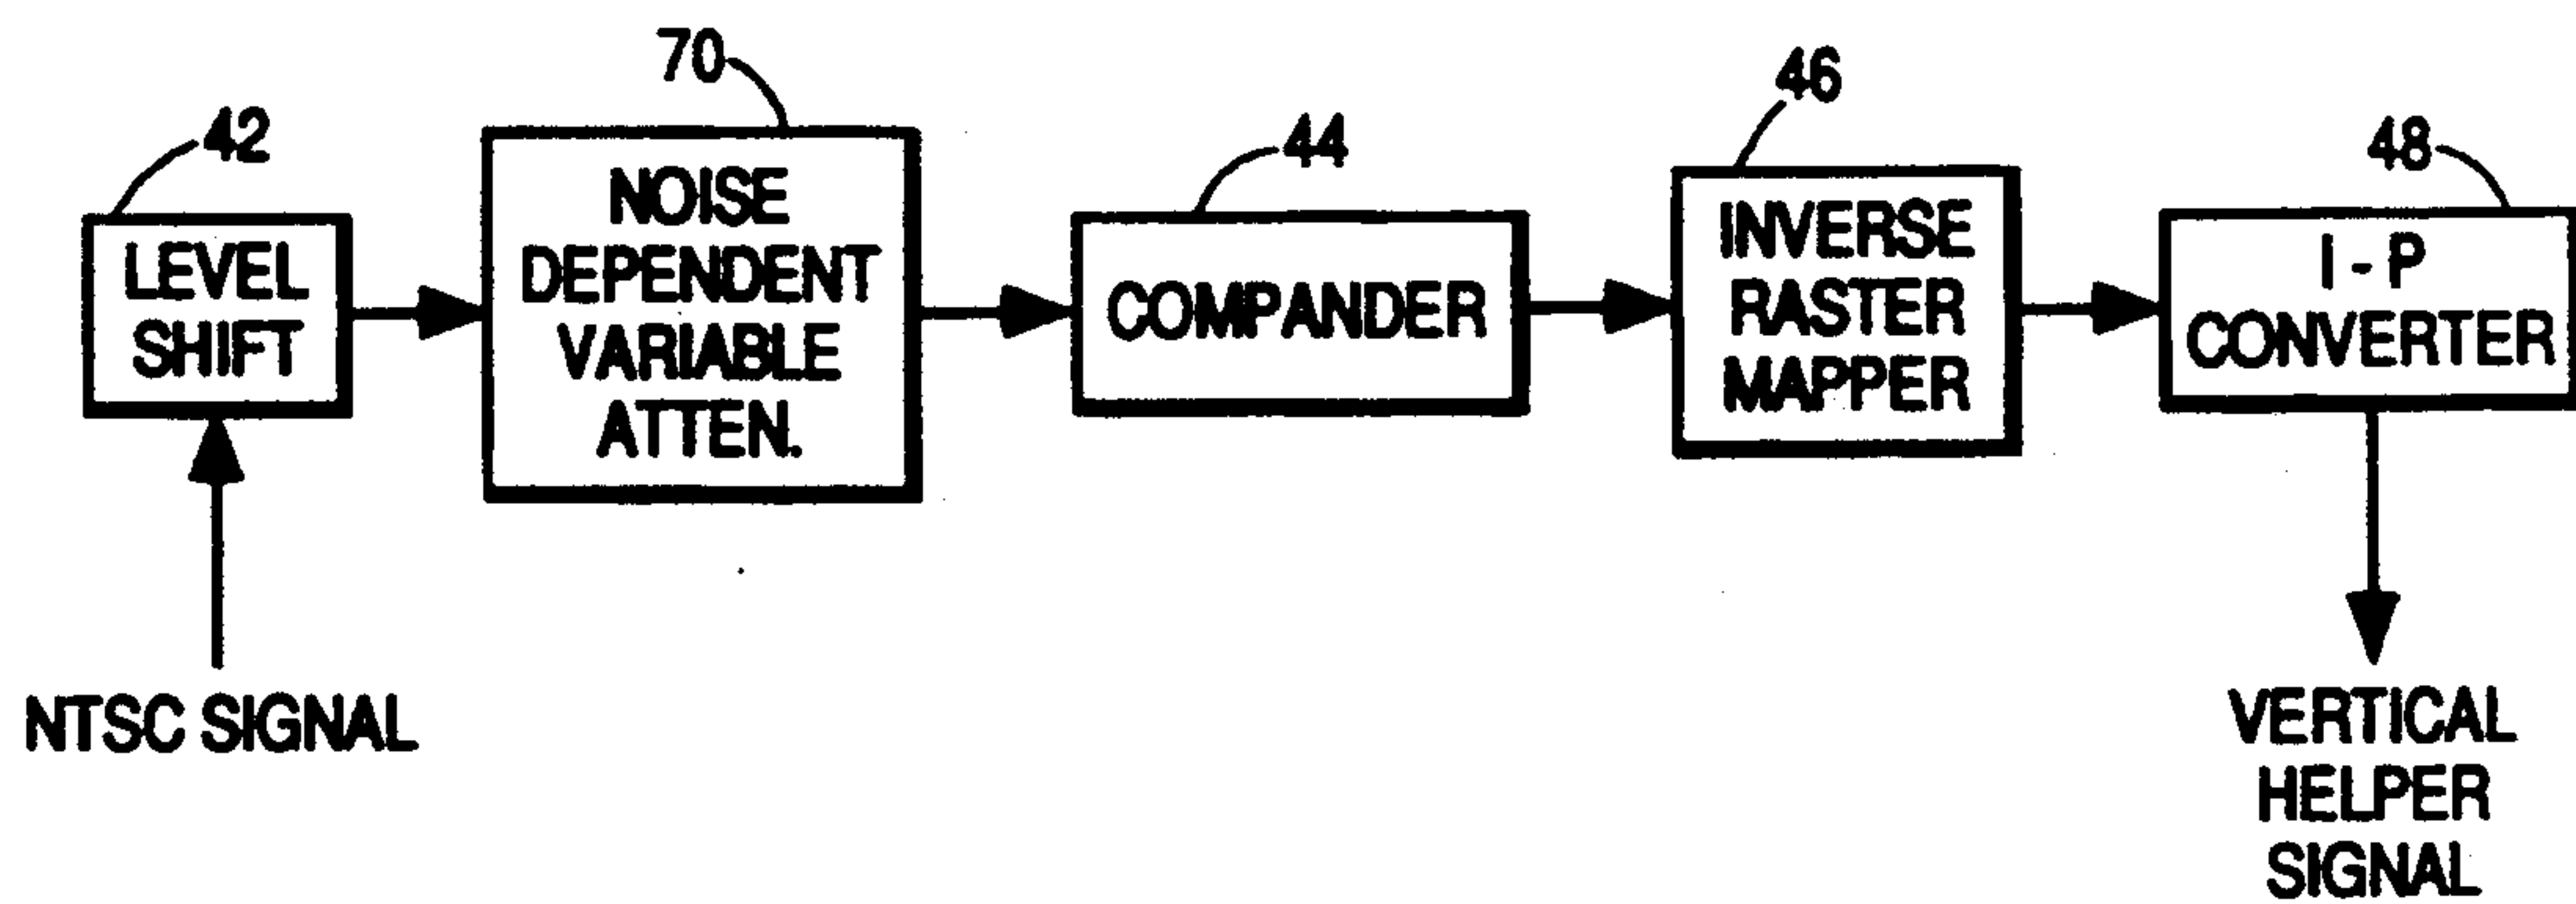 42
LEVEL
SHIFT
70
NOISE
DEPENDENT
VARIABLE
ATTEN.
44
COMPANDER
46
INVERSE
RASTER
MAPPER
48
I - P
CONVERTER
NTSC SIGNAL
VERTICAL
HELPER
SIGNAL